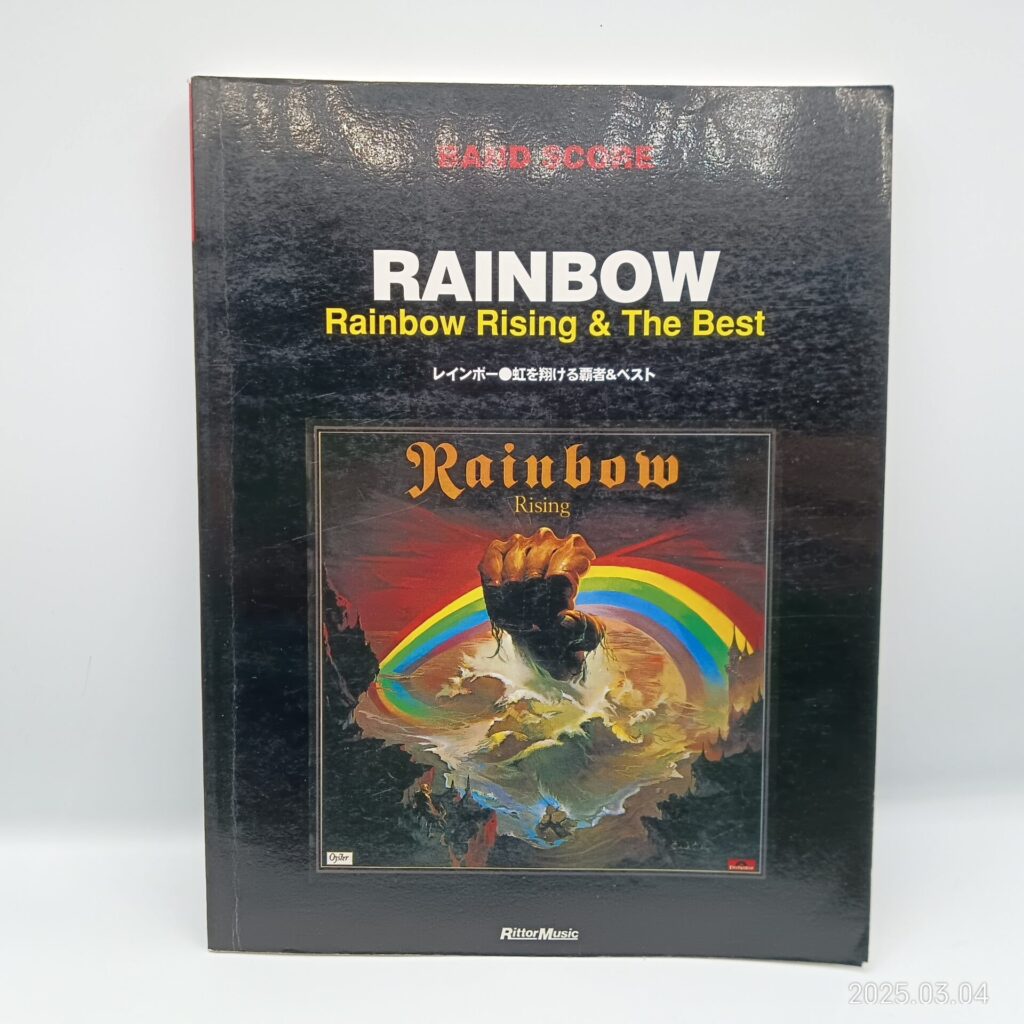 BAND SCORE
RAINBOW
Rainbow Rising & The Best
レインボー●虹を翔ける覇者&ベスト
Rainbow
Rising
Oyster
RittorMusic
2025.03.04